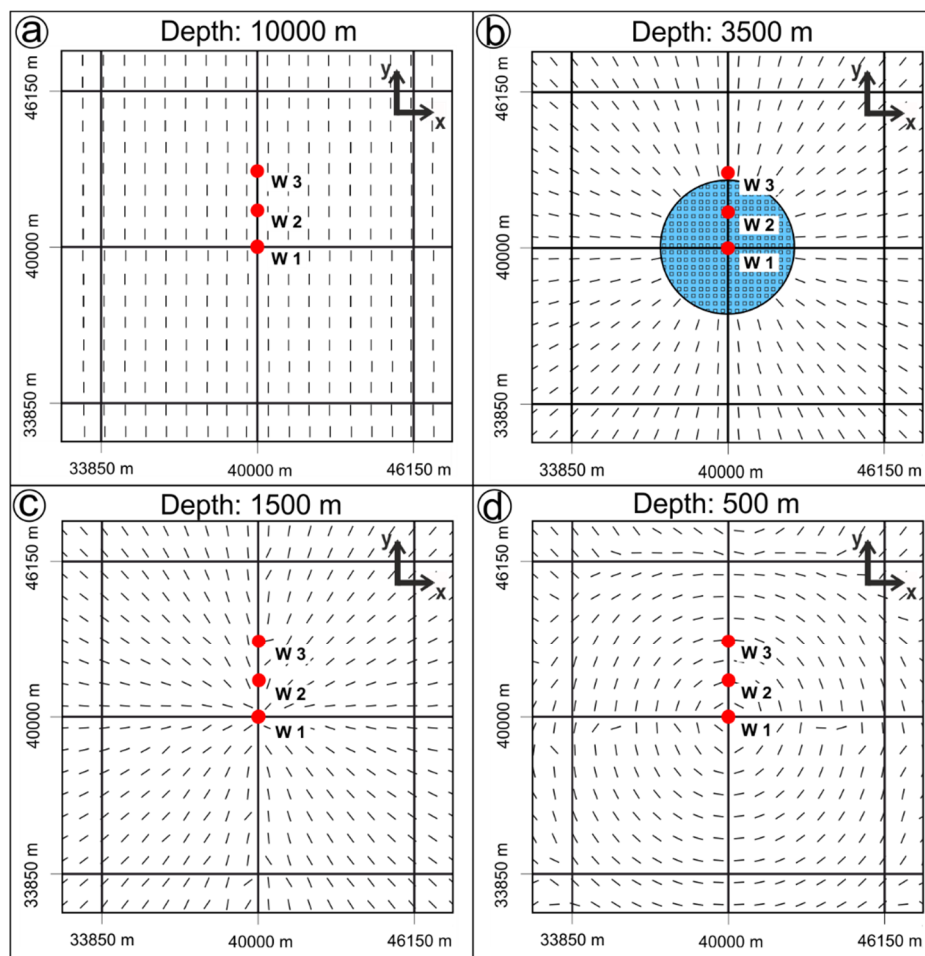 a Depth: 10000 m
46150 m
40000 m
33850 m
y
x
W 3
W 2
W 1
33850 m 40000 m 46150 m
b Depth: 3500 m
46150 m
40000 m
33850 m
y
x
W 3
W 2
W 1
33850 m 40000 m 46150 m
c Depth: 1500 m
46150 m
40000 m
33850 m
y
x
W 3
W 2
W 1
33850 m 40000 m 46150 m
d Depth: 500 m
46150 m
40000 m
33850 m
y
x
W 3
W 2
W 1
33850 m 40000 m 46150 m